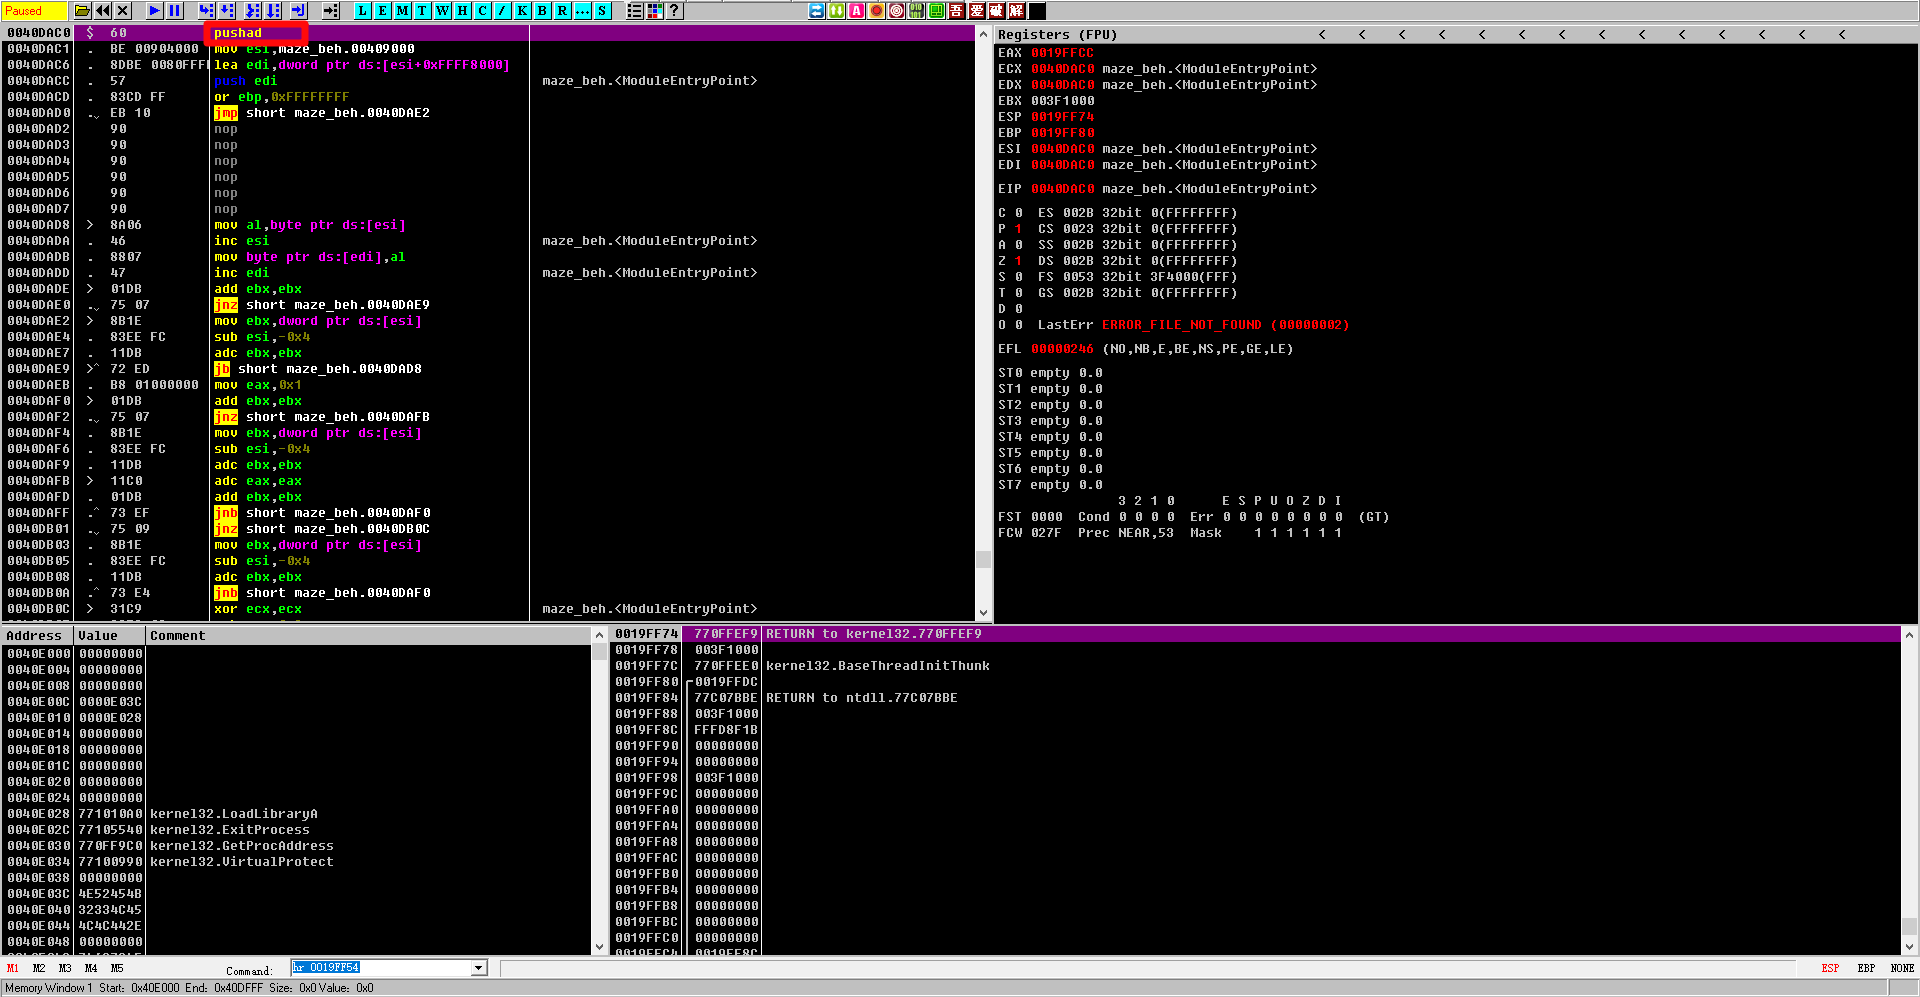 Paused
L E M T W H C / K B R ... S
?
A
吾 爱 破 解
0040DAC0 $ 60 pushad
0040DAC1 . BE 00904000 mov esi,maze_beh.00409000
0040DAC6 . 8DBE 0080FFF lea edi,dword ptr ds:[esi+0xFFFF8000]
0040DACC . 57 push edi maze_beh.<ModuleEntryPoint>
0040DACD . 83CD FF or ebp,0xFFFFFFFF
0040DAD0 . EB 10 jmp short maze_beh.0040DAE2
0040DAD2 90 nop
0040DAD3 90 nop
0040DAD4 90 nop
0040DAD5 90 nop
0040DAD6 90 nop
0040DAD7 90 nop
0040DAD8 > 8A06 mov al,byte ptr ds:[esi]
0040DADA . 46 inc esi maze_beh.<ModuleEntryPoint>
0040DADB . 8807 mov byte ptr ds:[edi],al
0040DADD . 47 inc edi maze_beh.<ModuleEntryPoint>
0040DADE > 01DB add ebx,ebx
0040DAE0 . 75 07 jnz short maze_beh.0040DAE9
0040DAE2 > 8B1E mov ebx,dword ptr ds:[esi]
0040DAE4 . 83EE FC sub esi,-0x4
0040DAE7 . 11DB adc ebx,ebx
0040DAE9 >^ 72 ED jb short maze_beh.0040DAD8
0040DAEB . B8 01000000 mov eax,0x1
0040DAF0 > 01DB add ebx,ebx
0040DAF2 . 75 07 jnz short maze_beh.0040DAFB
0040DAF4 . 8B1E mov ebx,dword ptr ds:[esi]
0040DAF6 . 83EE FC sub esi,-0x4
0040DAF9 . 11DB adc ebx,ebx
0040DAFB > 11C0 adc eax,eax
0040DAFD . 01DB add ebx,ebx
0040DAFF .^ 73 EF jnb short maze_beh.0040DAF0
0040DB01 . 75 09 jnz short maze_beh.0040DB0C
0040DB03 . 8B1E mov ebx,dword ptr ds:[esi]
0040DB05 . 83EE FC sub esi,-0x4
0040DB08 . 11DB adc ebx,ebx
0040DB0A .^ 73 E4 jnb short maze_beh.0040DAF0
0040DB0C > 31C9 xor ecx,ecx maze_beh.<ModuleEntryPoint>
Registers (FPU) < < < < < < < < < < < < < <
EAX 0019FFCC
ECX 0040DAC0 maze_beh.<ModuleEntryPoint>
EDX 0040DAC0 maze_beh.<ModuleEntryPoint>
EBX 003F1000
ESP 0019FF74
EBP 0019FF80
ESI 0040DAC0 maze_beh.<ModuleEntryPoint>
EDI 0040DAC0 maze_beh.<ModuleEntryPoint>
EIP 0040DAC0 maze_beh.<ModuleEntryPoint>
C 0 ES 002B 32bit 0(FFFFFFFF)
P 1 CS 0023 32bit 0(FFFFFFFF)
A 0 SS 002B 32bit 0(FFFFFFFF)
Z 1 DS 002B 32bit 0(FFFFFFFF)
S 0 FS 0053 32bit 3F4000(FFF)
T 0 GS 002B 32bit 0(FFFFFFFF)
D 0
O 0 LastErr ERROR_FILE_NOT_FOUND (00000002)
EFL 00000246 (NO,NB,E,BE,NS,PE,GE,LE)
ST0 empty 0.0
ST1 empty 0.0
ST2 empty 0.0
ST3 empty 0.0
ST4 empty 0.0
ST5 empty 0.0
ST6 empty 0.0
ST7 empty 0.0
3 2 1 0 E S P U O Z D I
FST 0000 Cond 0 0 0 0 Err 0 0 0 0 0 0 0 0 (GT)
FCW 027F Prec NEAR,53 Mask 1 1 1 1 1 1
Address Value Comment
0040E000 00000000
0040E004 00000000
0040E008 00000000
0040E00C 0000E03C
0040E010 0000E028
0040E014 00000000
0040E018 00000000
0040E01C 00000000
0040E020 00000000
0040E024 00000000
0040E028 771010A0 kernel32.LoadLibraryA
0040E02C 77105540 kernel32.ExitProcess
0040E030 770FF9C0 kernel32.GetProcAddress
0040E034 77100990 kernel32.VirtualProtect
0040E038 00000000
0040E03C 4E52454B
0040E040 32334C45
0040E044 4C4C442E
0040E048 00000000
0019FF74 770FFEF9 RETURN to kernel32.770FFEF9
0019FF78 003F1000
0019FF7C 770FFEE0 kernel32.BaseThreadInitThunk
0019FF80 0019FFDC
0019FF84 77C07BBE RETURN to ntdll.77C07BBE
0019FF88 003F1000
0019FF8C FFFD8F1B
0019FF90 00000000
0019FF94 00000000
0019FF98 003F1000
0019FF9C 00000000
0019FFA0 00000000
0019FFA4 00000000
0019FFA8 00000000
0019FFAC 00000000
0019FFB0 00000000
0019FFB4 00000000
0019FFB8 00000000
0019FFBC 00000000
0019FFC0 00000000
0019FFC4 0019FF8C
M1 M2 M3 M4 M5 Command: hr 0019FF54 ESP EBP NONE
Memory Window 1 Start: 0x40E000 End: 0x40DFFF Size: 0x0 Value: 0x0